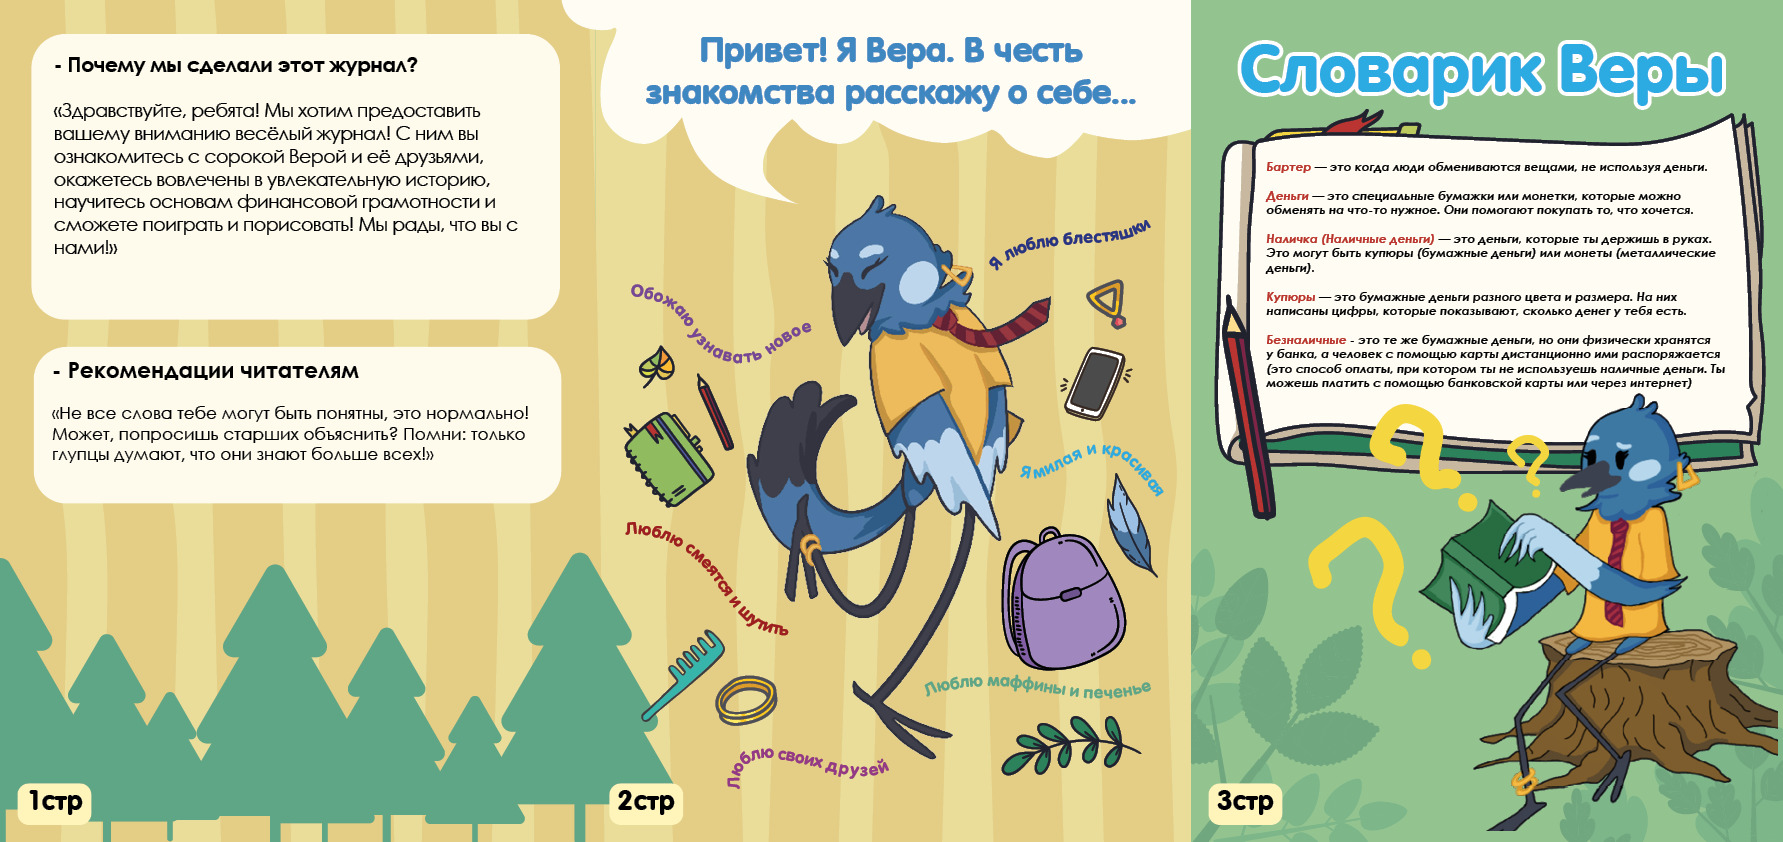 - Почему мы сделали этот журнал?
«Здравствуйте, ребята! Мы хотим предоставить
вашему вниманию весёлый журнал! С ним вы
ознакомитесь с сорокой Верой и её друзьями,
окажетесь вовлечены в увлекательную историю,
научитесь основам финансовой грамотности и
сможете поиграть и порисовать! Мы рады, что вы с
нами!»
- Рекомендации читателям
«Не все слова тебе могут быть понятны, это нормально!
Может, попросишь старших объяснить? Помни: только
глупцы думают, что они знают больше всех!»
1стр
Привет! Я Вера. В честь
знакомства расскажу о себе...
Я люблю блестяшки
Обожаю узнавать новое
Я милая и красивая
Люблю смеятся и шутить
Люблю маффины и печенье
Люблю своих друзей
2стр
Словарик Веры
Бартер — это когда люди обмениваются вещами, не используя деньги.
Деньги — это специальные бумажки или монетки, которые можно
обменять на что-то нужное. Они помогают покупать то, что хочется.
Наличка (Наличные деньги) — это деньги, которые ты держишь в руках.
Это могут быть купюры (бумажные деньги) или монеты (металлические
деньги).
Купюры — это бумажные деньги разного цвета и размера. На них
написаны цифры, которые показывают, сколько денег у тебя есть.
Безналичные - это те же бумажные деньги, но они физически хранятся
у банка, а человек с помощью карты дистанционно ими распоряжается
(это способ оплаты, при котором ты не используешь наличные деньги. Ты
можешь платить с помощью банковской карты или через интернет)
3стр